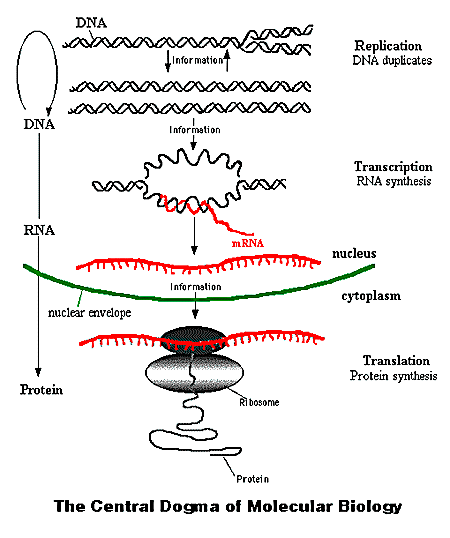 DNA
Replication
DNA duplicates
Information
DNA
Information
Transcription
RNA synthesis
RNA
mRNA
nucleus
Information
cytoplasm
nuclear envelope
Translation
Protein synthesis
Protein
Ribosome
Protein
The Central Dogma of Molecular Biology